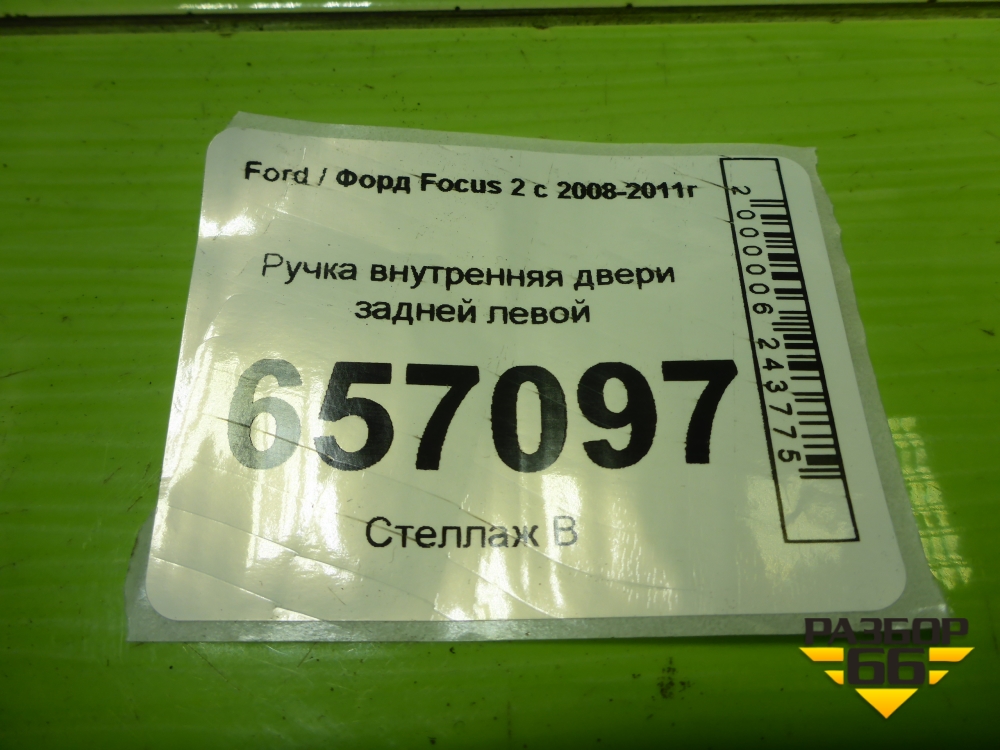 Ford / Форд Focus 2 с 2008-2011г
Ручка внутренняя двери
задней левой
657097
Стеллаж В
2000006243775
РАЗБОР
66